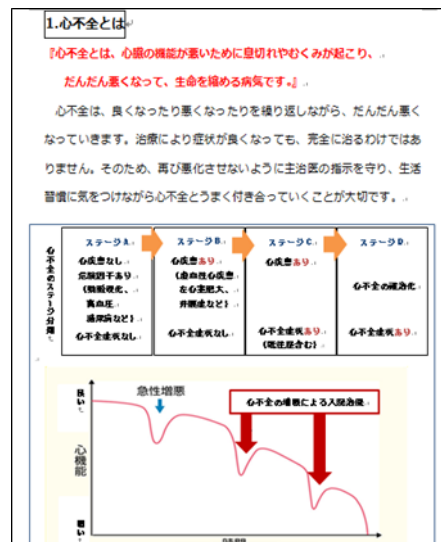 1.心不全とは
『心不全とは、心臓の機能が悪いために息切れやむくみが起こり、
だんだん悪くなって、生命を縮める病気です。』
心不全は、良くなったり悪くなったりを繰り返しながら、だんだん悪く
なっていきます。治療により症状が良くなっても、完全に治るわけではあ
りません。そのため、再び悪化させないように主治医の指示を守り、生活
習慣に気をつけながら心不全とうまく付き合っていくことが大切です。
心不全のステージ分類
ステージA
心疾患なし
危険因子あり
(動脈硬化、
高血圧
糖尿病など)
心不全症状なし
ステージB
心疾患あり
(虚血性心疾患
左心室肥大、
弁膜症など)
心不全症状なし
ステージC
心疾患あり
心不全症状あり
(既往歴含む)
ステージD
心不全の難治化
心不全症状あり
良い
心機能
悪い
急性増悪
心不全の増悪による入院治療